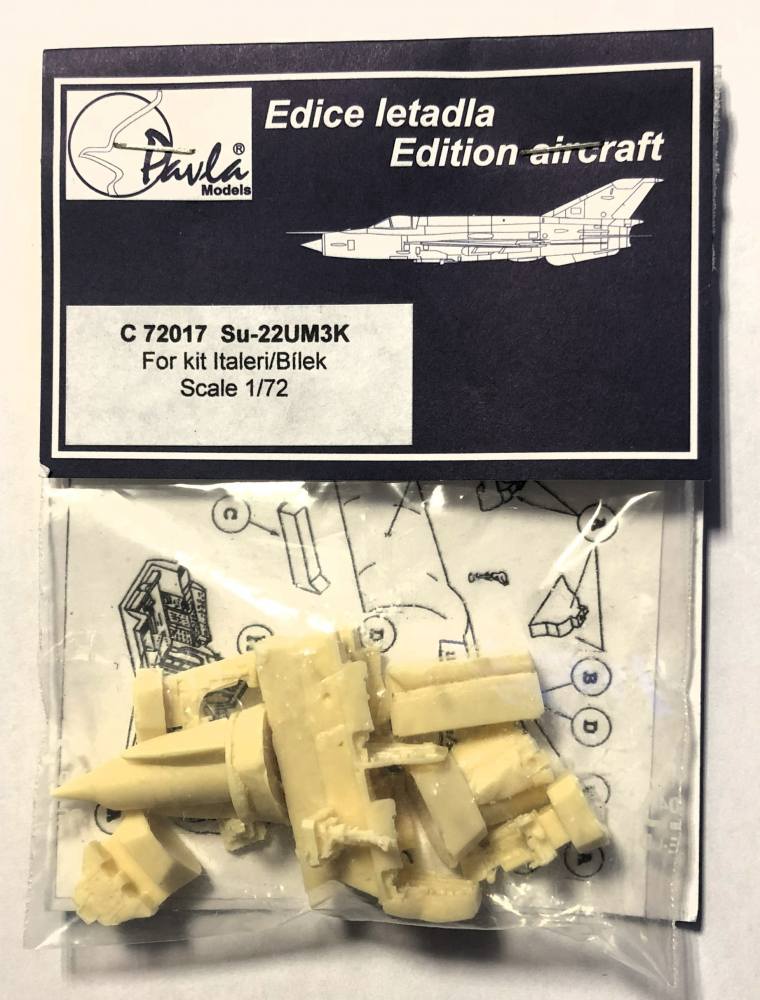 Edice letadla
Edition aircraft
Pavla®
Models
C 72017 Su-22UM3K
For kit Italeri/Bílek
Scale 1/72
C
A
B
D